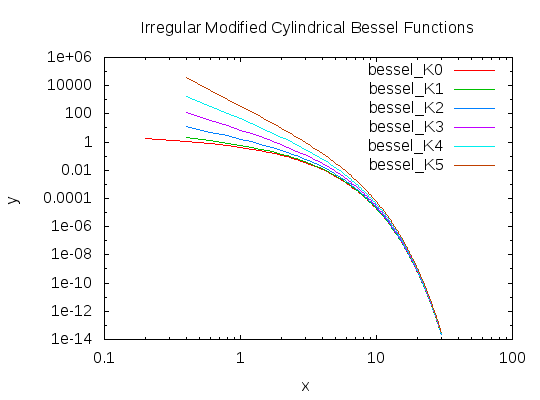 Irregular Modified Cylindrical Bessel Functions
1e+06
10000
100
1
0.01
0.0001
1e-06
1e-08
1e-10
1e-12
1e-14
y
bessel_K0
bessel_K1
bessel_K2
bessel_K3
bessel_K4
bessel_K5
0.1 1 10 100
x